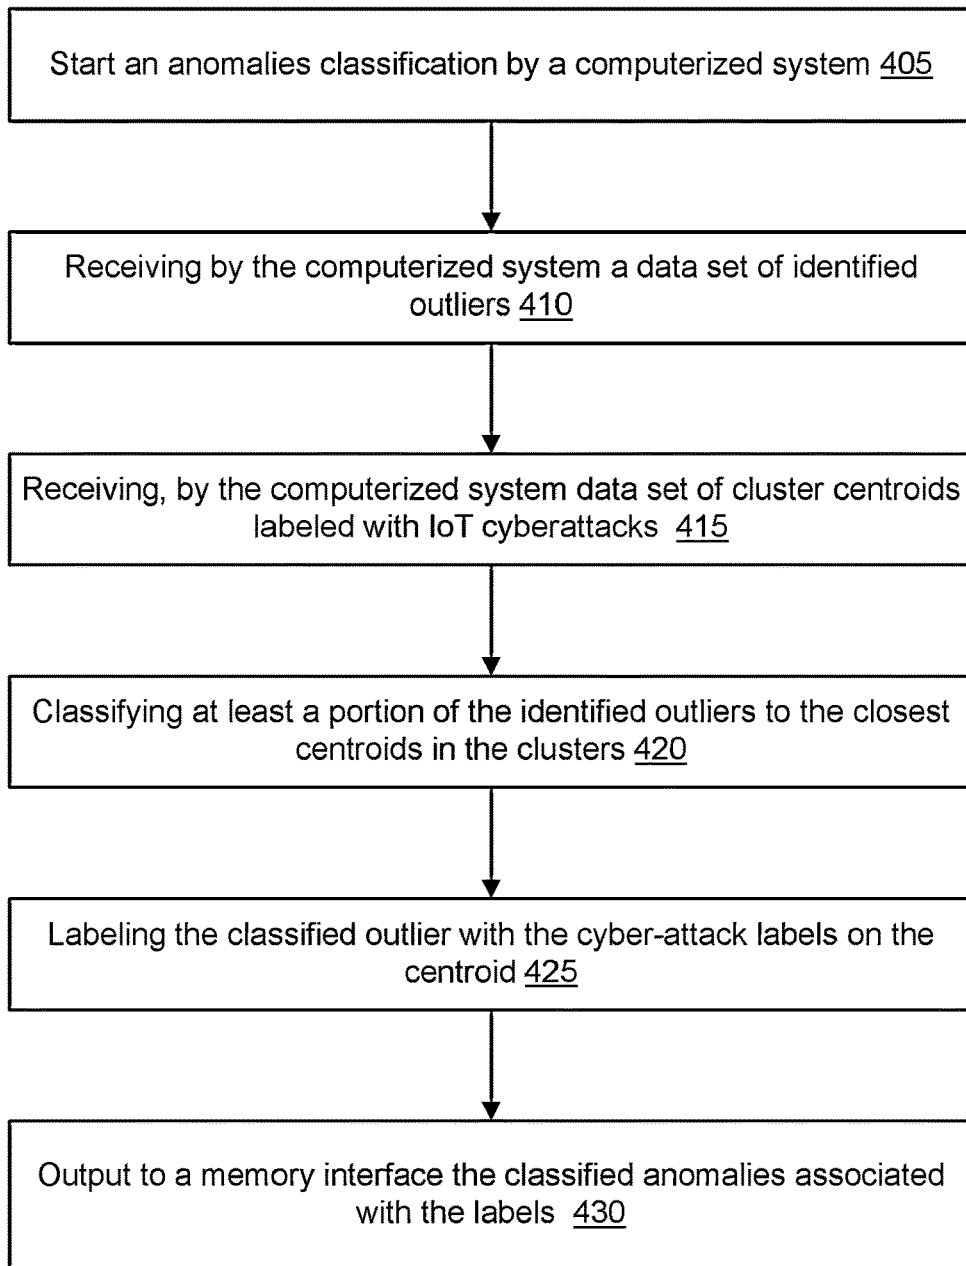 Start an anomalies classification by a computerized system 405
Receiving by the computerized system a data set of identified
outliers 410
Receiving, by the computerized system data set of cluster centroids
labeled with IoT cyberattacks 415
Classifying at least a portion of the identified outliers to the closest
centroids in the clusters 420
Labeling the classified outlier with the cyber-attack labels on the
centroid 425
Output to a memory interface the classified anomalies associated
with the labels 430